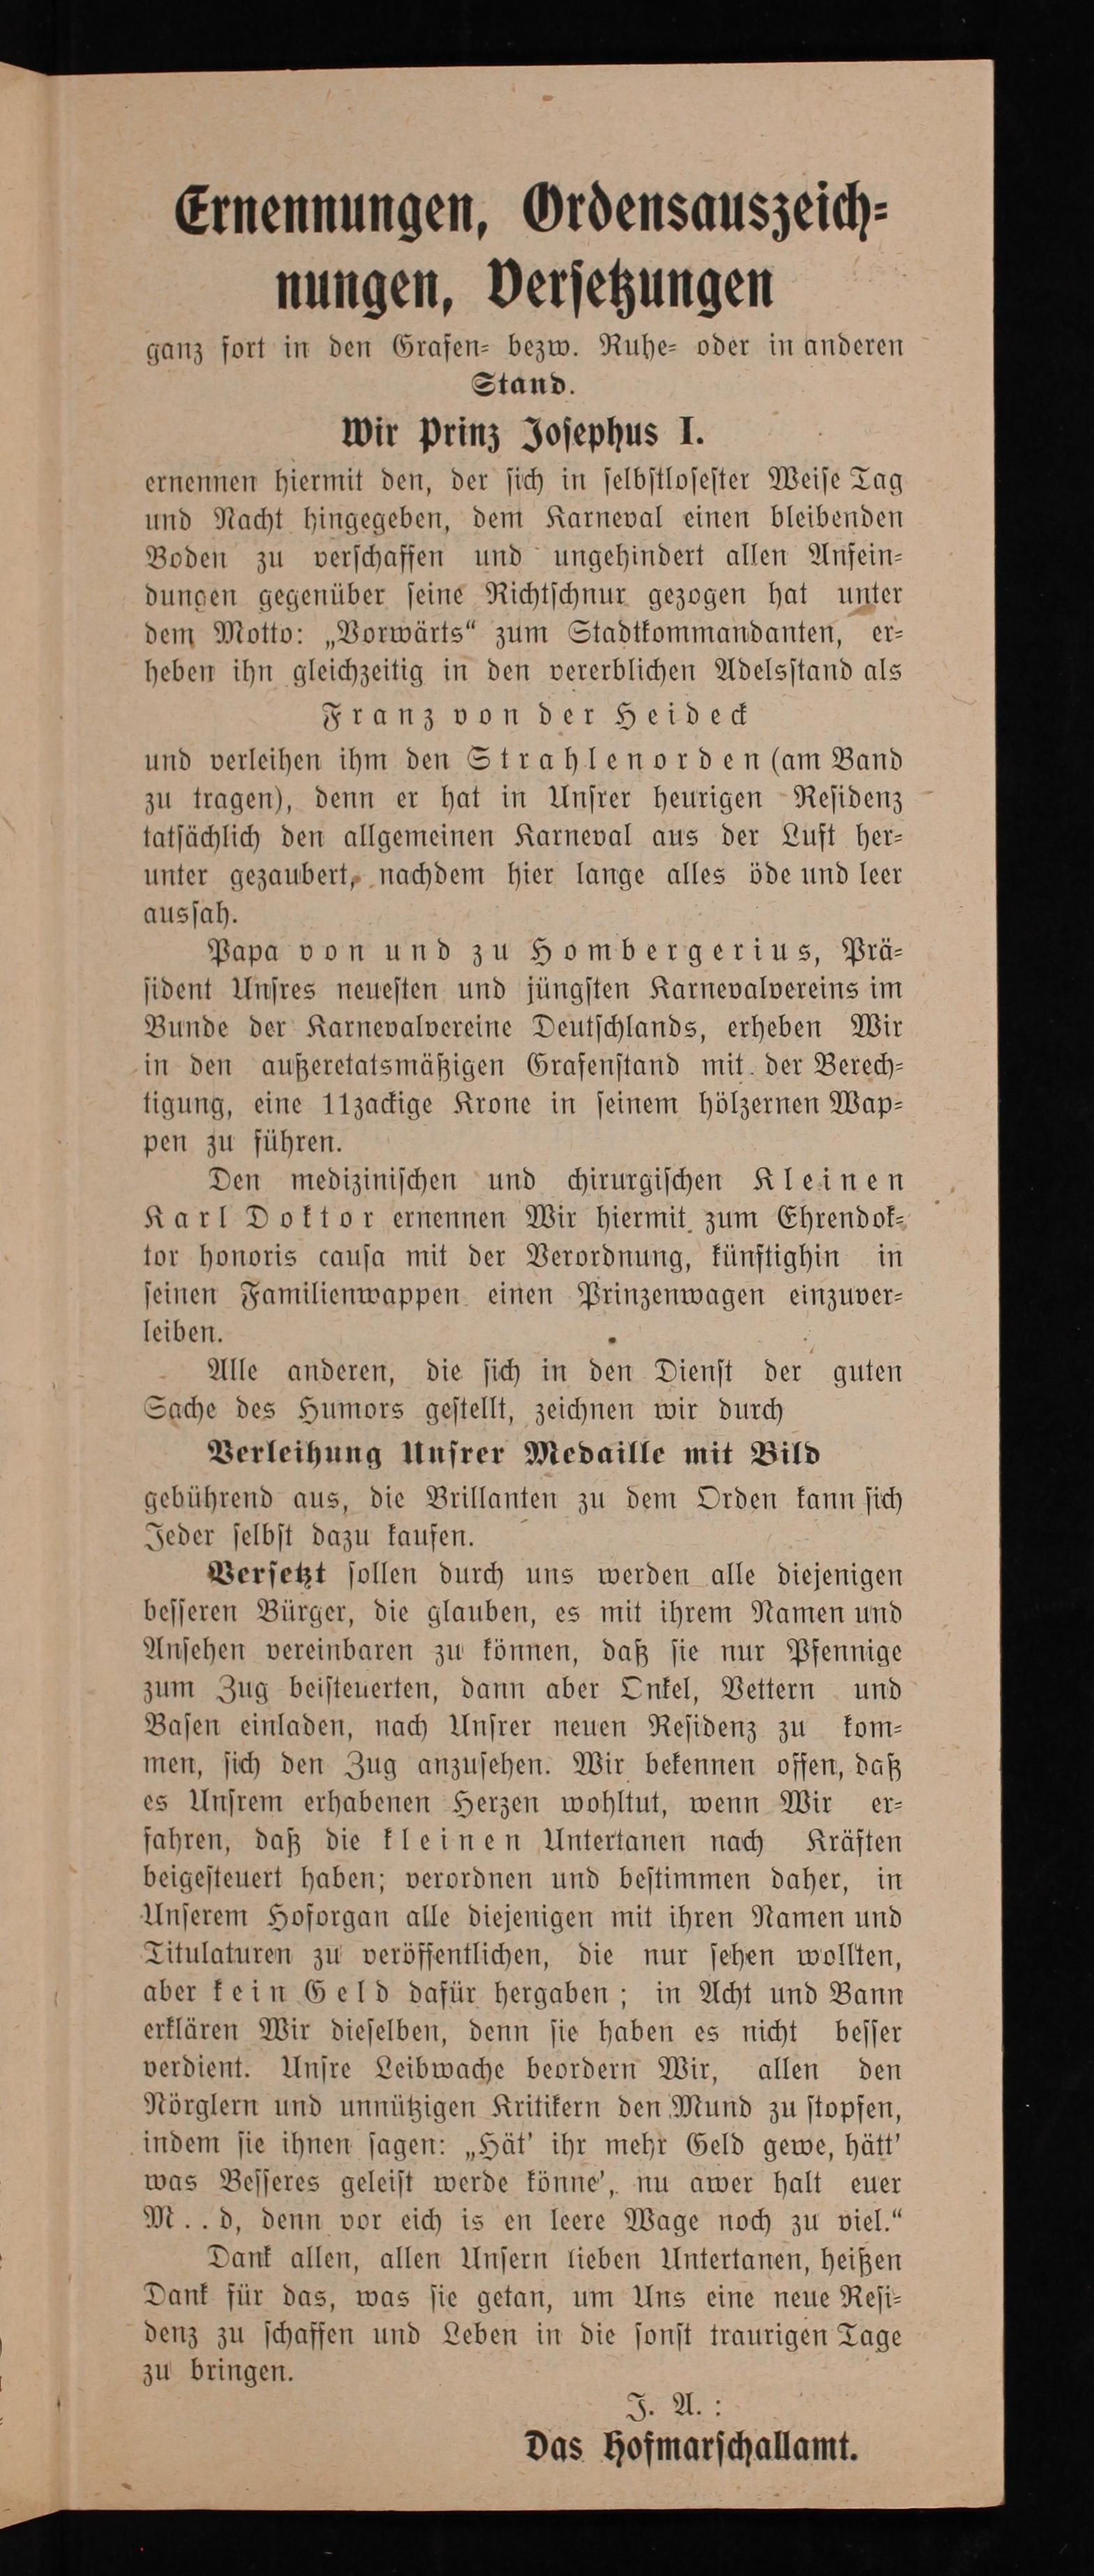 Ernennungen, Ordensauszeich-
nungen, Versetzungen
ganz fort in den Grafen- bezw. Ruhe- oder in anderen
Stand.
Wir Prinz Josephus I.
ernennen hiermit den, der sich in selbstlosester Weise Tag
und Nacht hingegeben, dem Karneval einen bleibenden
Boden zu verschaffen und ungehindert allen Anfein-
dungen gegenüber seine Richtschnur gezogen hat unter
dem Motto: „Vorwärts“ zum Stadtkommandanten, er-
heben ihn gleichzeitig in den vererblichen Adelsstand als
Franz von der Heideck
und verleihen ihm den Strahlenorden (am Band
zu tragen), denn er hat in Unsrer heurigen Residenz
tatsächlich den allgemeinen Karneval aus der Luft her-
unter gezaubert, nachdem hier lange alles öde und leer
aussah.
Papa von und zu Hombergerius, Prä-
sident Unsres neuesten und jüngsten Karnevalvereins im
Bunde der Karnevalvereine Deutschlands, erheben Wir
in den außeretatsmäßigen Grafenstand mit der Berech-
tigung, eine 11zackige Krone in seinem hölzernen Wap-
pen zu führen.
Den medizinischen und chirurgischen Kleinen
Karl Doktor ernennen Wir hiermit zum Ehrendok-
tor honoris causa mit der Verordnung, künftighin in
seinen Familienwappen einen Prinzenwagen einzuver-
leiben.
Alle anderen, die sich in den Dienst der guten
Sache des Humors gestellt, zeichnen wir durch
Verleihung Unsrer Medaille mit Bild
gebührend aus, die Brillanten zu dem Orden kann sich
Jeder selbst dazu kaufen.
Versetzt sollen durch uns werden alle diejenigen
besseren Bürger, die glauben, es mit ihrem Namen und
Ansehen vereinbaren zu können, daß sie nur Pfennige
zum Zug beisteuerten, dann aber Onkel, Vettern und
Basen einladen, nach Unsrer neuen Residenz zu kom-
men, sich den Zug anzusehen. Wir bekennen offen, daß
es Unsrem erhabenen Herzen wohltut, wenn Wir er-
fahren, daß die kleinen Untertanen nach Kräften
beigesteuert haben; verordnen und bestimmen daher, in
Unserem Hoforgan alle diejenigen mit ihren Namen und
Titulaturen zu veröffentlichen, die nur sehen wollten,
aber kein Geld dafür hergaben; in Acht und Bann
erklären Wir dieselben, denn sie haben es nicht besser
verdient. Unsre Leibwache beordern Wir, allen den
Nörglern und unnützigen Kritikern den Mund zu stopfen,
indem sie ihnen sagen: „Hät' ihr mehr Geld gewe, hätt'
was Besseres geleist werde könne', nu awer halt euer
M..d, denn vor eich is en leere Wage noch zu viel.“
Dank allen, allen Unsern lieben Untertanen, heißen
Dank für das, was sie getan, um Uns eine neue Resi-
denz zu schaffen und Leben in die sonst traurigen Tage
zu bringen.
J. A.:
Das Hofmarschallamt.